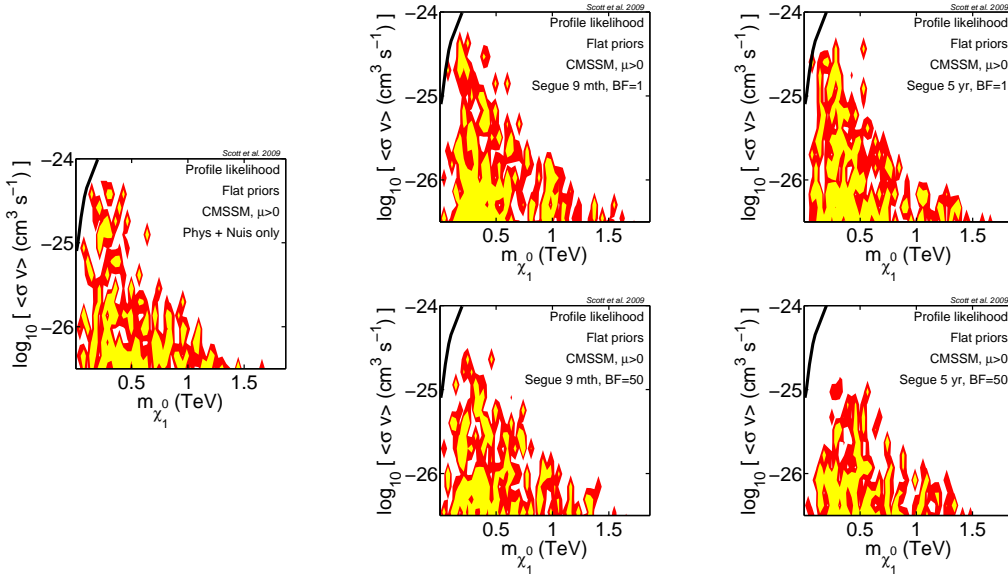 Scott et al. 2009
−24
−25
−26
log10 [ <σ v> (cm³ s⁻¹) ]
Profile likelihood
Flat priors
CMSSM, μ>0
Phys + Nuis only
0.5 1 1.5
mχ̃⁰₁ (TeV)
Scott et al. 2009
−24
−25
−26
log10 [ <σ v> (cm³ s⁻¹) ]
Profile likelihood
Flat priors
CMSSM, μ>0
Segue 9 mth, BF=1
0.5 1 1.5
mχ⁰₁ (TeV)
Scott et al. 2009
−24
−25
−26
log10 [ <σ v> (cm³ s⁻¹) ]
Profile likelihood
Flat priors
CMSSM, μ>0
Segue 5 yr, BF=1
0.5 1 1.5
mχ⁰₁ (TeV)
Scott et al. 2009
−24
−25
−26
log10 [ <σ v> (cm³ s⁻¹) ]
Profile likelihood
Flat priors
CMSSM, μ>0
Segue 9 mth, BF=50
0.5 1 1.5
mχ⁰₁ (TeV)
Scott et al. 2009
−24
−25
−26
log10 [ <σ v> (cm³ s⁻¹) ]
Profile likelihood
Flat priors
CMSSM, μ>0
Segue 5 yr, BF=50
0.5 1 1.5
mχ⁰₁ (TeV)